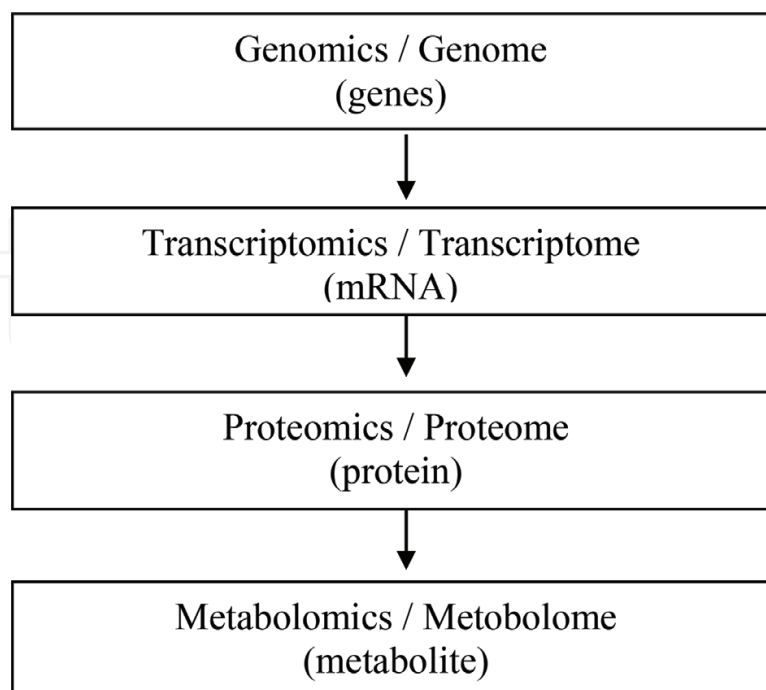 Genomics / Genome
(genes)
Transcriptomics / Transcriptome
(mRNA)
Proteomics / Proteome
(protein)
Metabolomics / Metobolome
(metabolite)